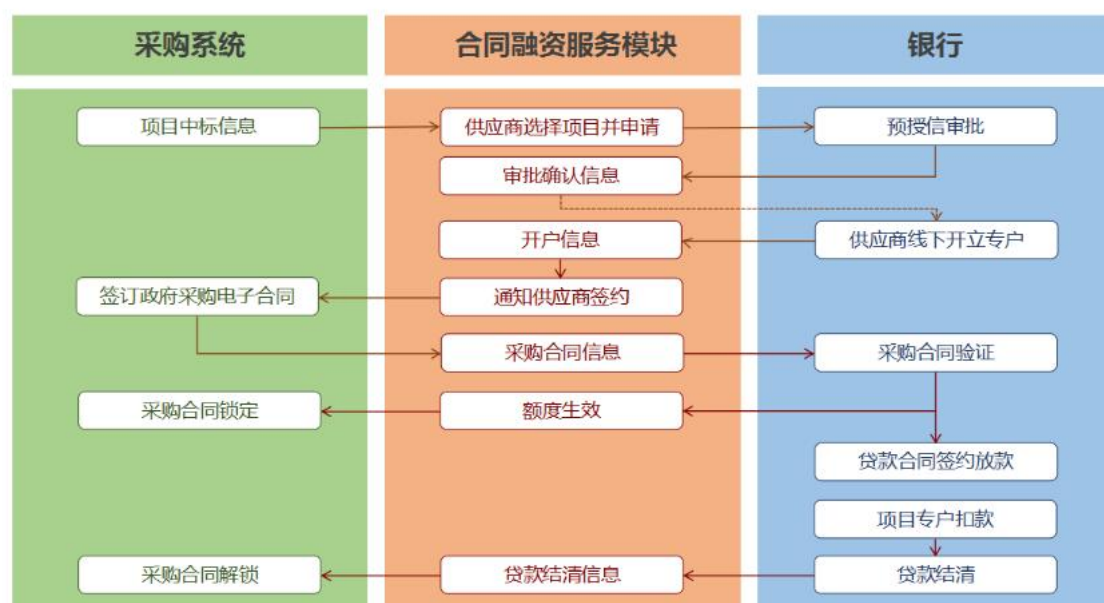 采购系统
合同融资服务模块
银行
项目中标信息
供应商选择项目并申请
预授信审批
审批确认信息
开户信息
供应商线下开立专户
签订政府采购电子合同
通知供应商签约
采购合同信息
采购合同验证
采购合同锁定
额度生效
贷款合同签约放款
项目专户扣款
采购合同解锁
贷款结清信息
贷款结清